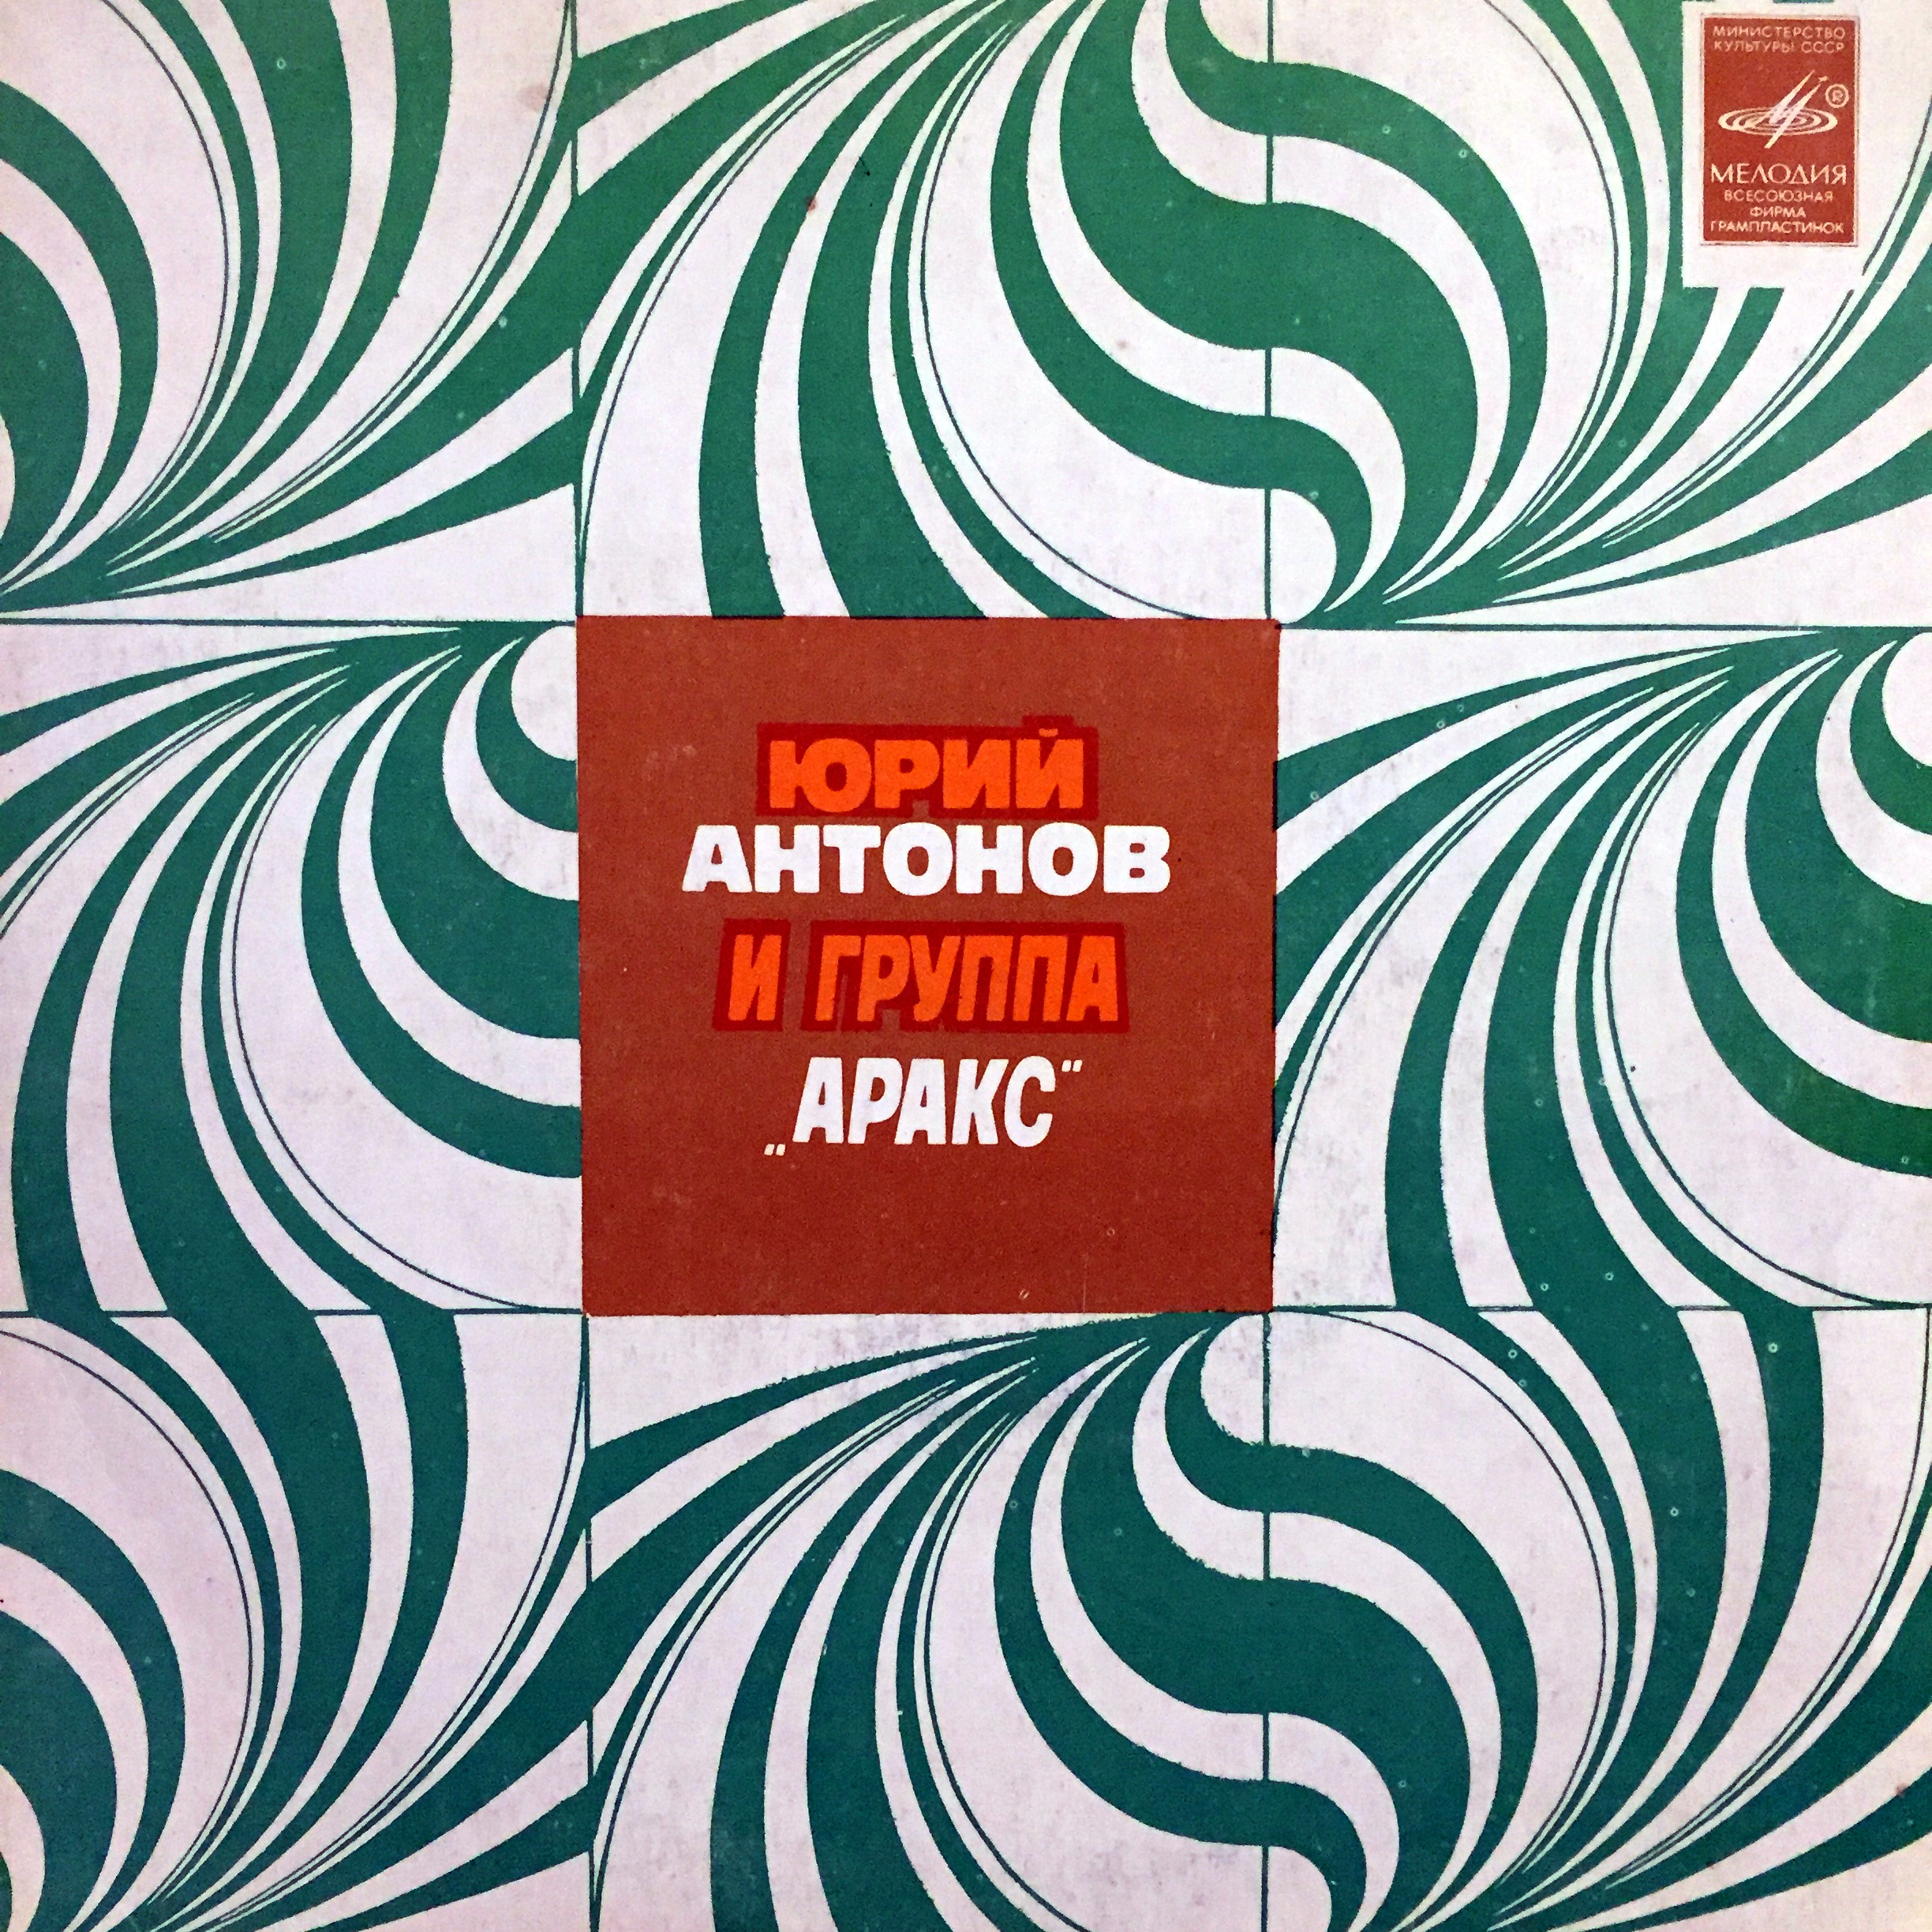 МИНИСТЕРСТВО
КУЛЬТУРЫ СССР
®
МЕЛОДИЯ
ВСЕСОЮЗНАЯ
ФИРМА
ГРАМПЛАСТИНОК
ЮРИЙ
АНТОНОВ
И ГРУППА
„АРАКС"